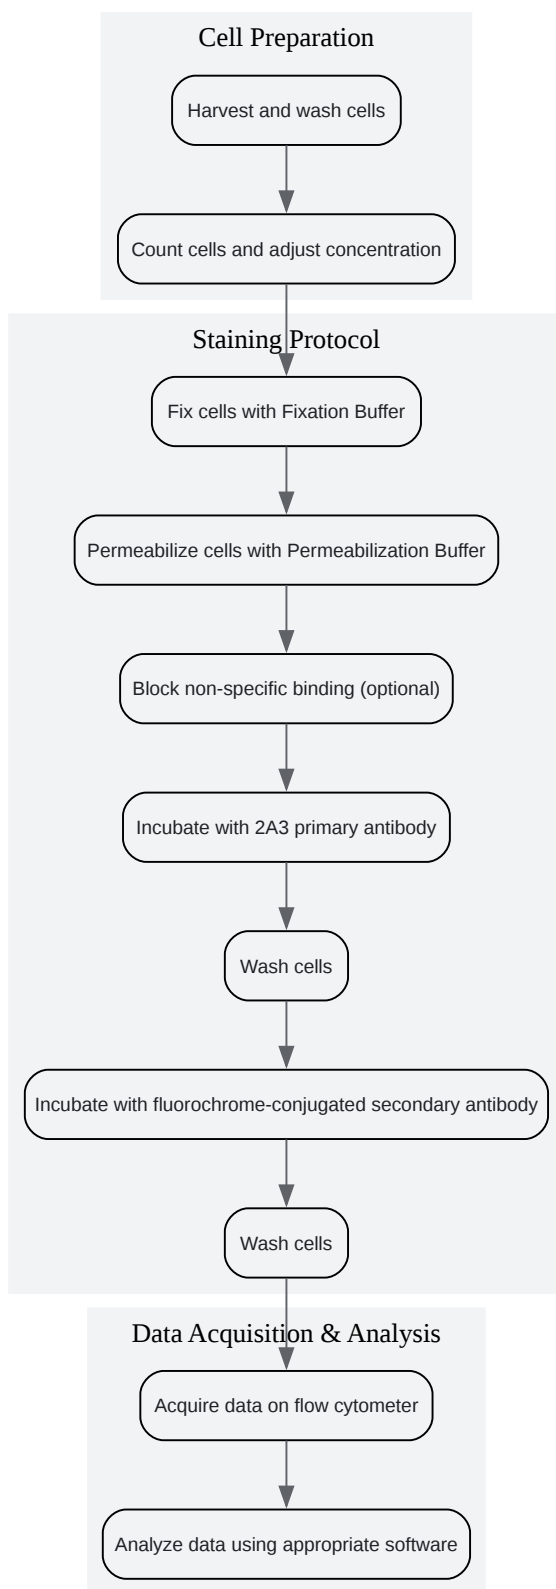 Cell Preparation
Harvest and wash cells
Count cells and adjust concentration
Staining Protocol
Fix cells with Fixation Buffer
Permeabilize cells with Permeabilization Buffer
Block non-specific binding (optional)
Incubate with 2A3 primary antibody
Wash cells
Incubate with fluorochrome-conjugated secondary antibody
Wash cells
Data Acquisition & Analysis
Acquire data on flow cytometer
Analyze data using appropriate software